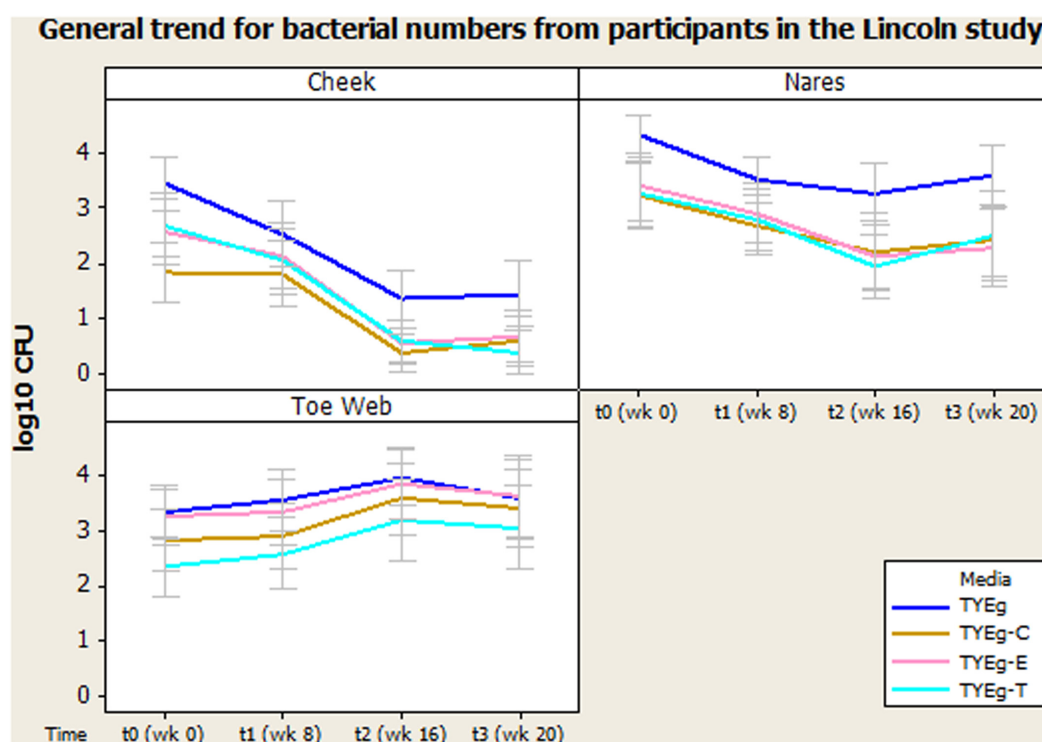 General trend for bacterial numbers from participants in the Lincoln study
Cheek
Nares
4
3
2
1
0
log10 CFU
t0 (wk 0) t1 (wk 8) t2 (wk 16) t3 (wk 20)
Toe Web
4
3
2
1
0
Time t0 (wk 0) t1 (wk 8) t2 (wk 16) t3 (wk 20)
Media
TYEg
TYEg-C
TYEg-E
TYEg-T